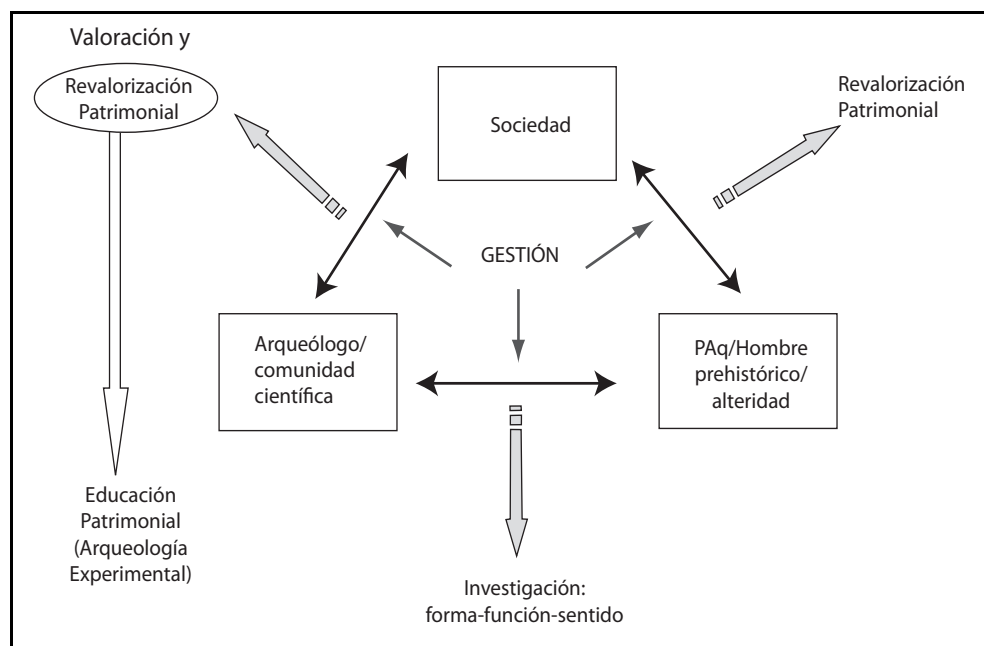 Valoración y
Revalorización
Patrimonial
Sociedad
Revalorización
Patrimonial
GESTIÓN
Arqueólogo/
comunidad
científica
PAq/Hombre
prehistórico/
alteridad
Educación
Patrimonial
(Arqueología
Experimental)
Investigación:
forma-función-sentido